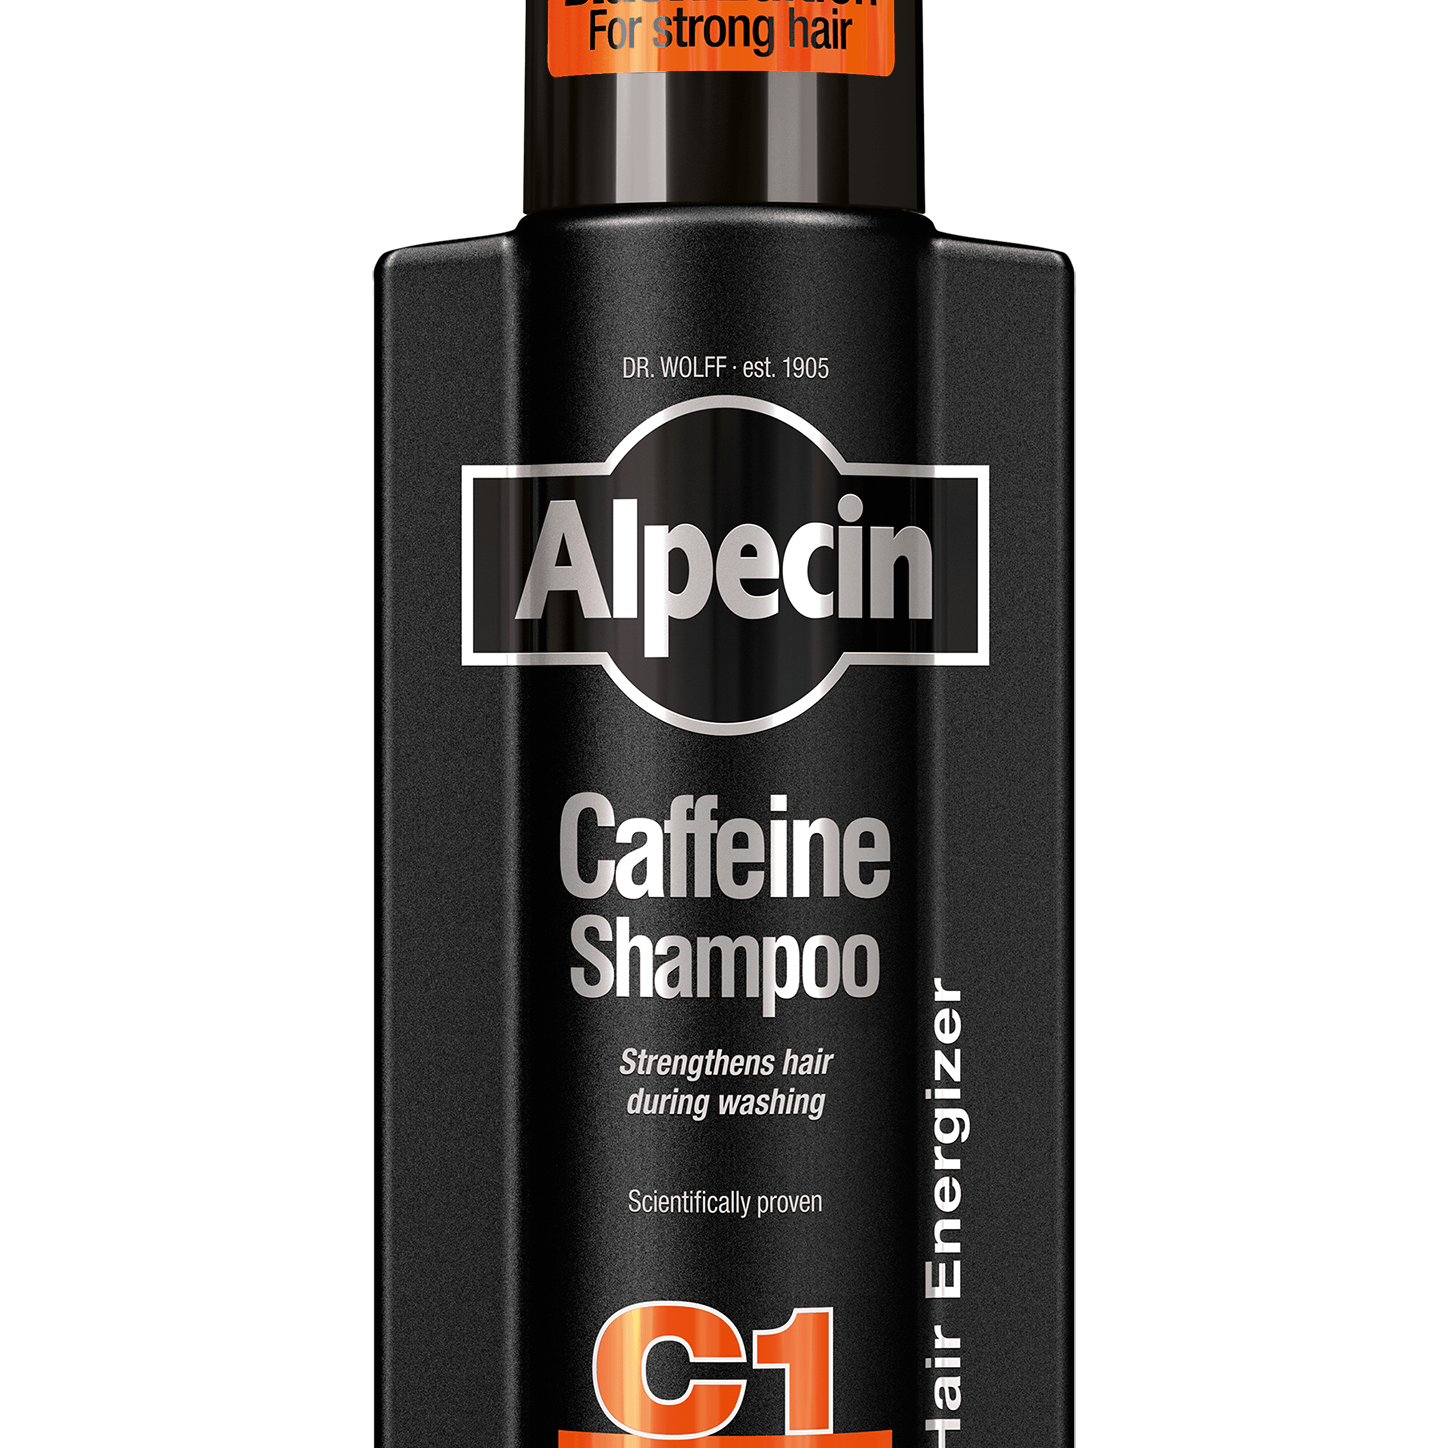 For strong hair
DR. WOLFF · est. 1905
Alpecin
Caffeine
Shampoo
Strengthens hair
during washing
Scientifically proven
C1
Hair Energizer